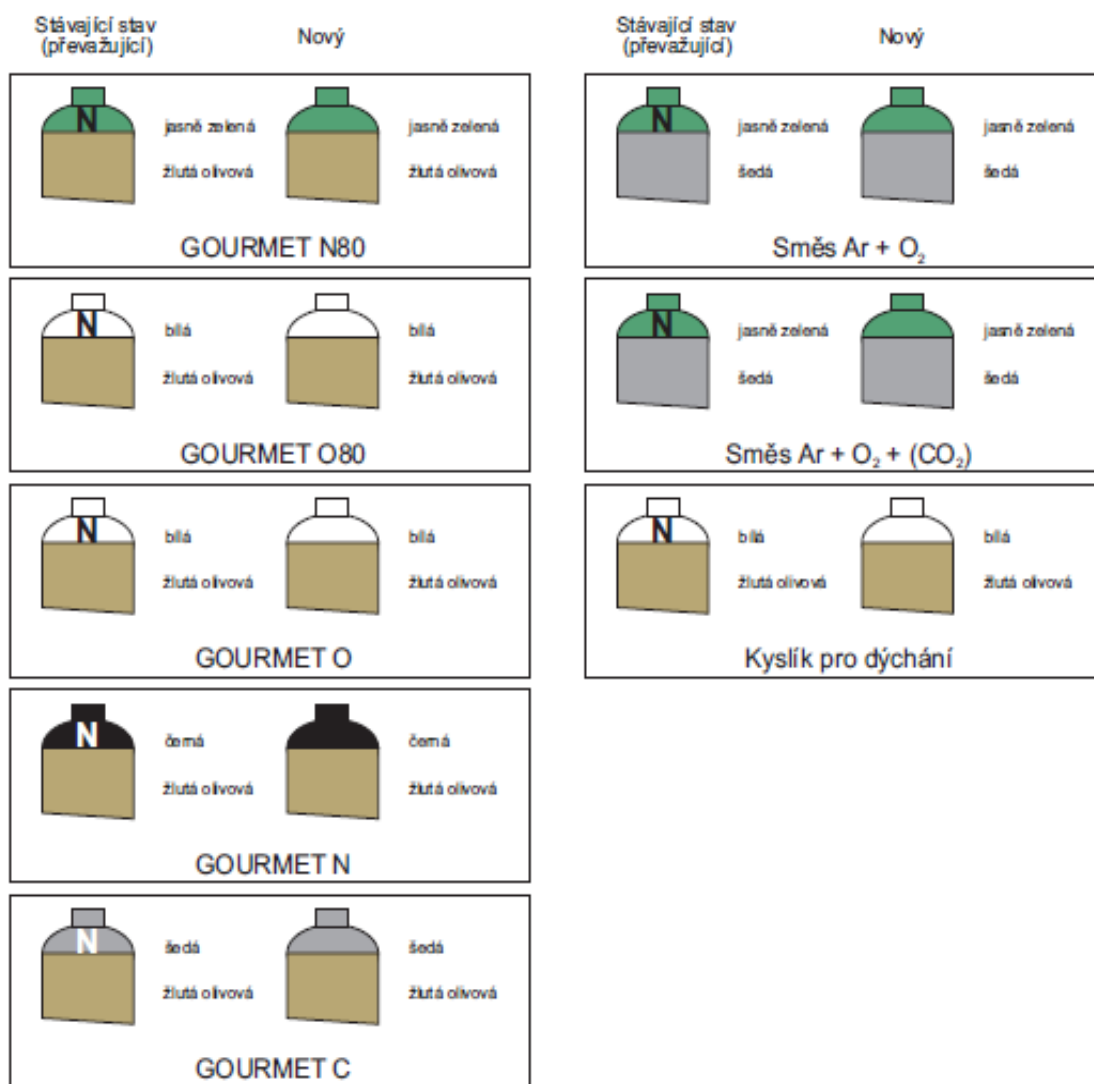 Stávající stav
(převažující)
Nový
N
jasně zelená
jasně zelená
žlutá olivová
žlutá olivová
GOURMET N80
N
bílá
bílá
žlutá olivová
žlutá olivová
GOURMET O80
N
bílá
bílá
žlutá olivová
žlutá olivová
GOURMET O
N
černá
černá
žlutá olivová
žlutá olivová
GOURMET N
N
šedá
šedá
žlutá olivová
žlutá olivová
GOURMET C
Stávající stav
(převažující)
Nový
N
jasně zelená
jasně zelená
šedá
šedá
Směs Ar + O₂
N
jasně zelená
jasně zelená
šedá
šedá
Směs Ar + O₂ + (CO₂)
N
bílá
bílá
žlutá olivová
žlutá olivová
Kyslík pro dýchání